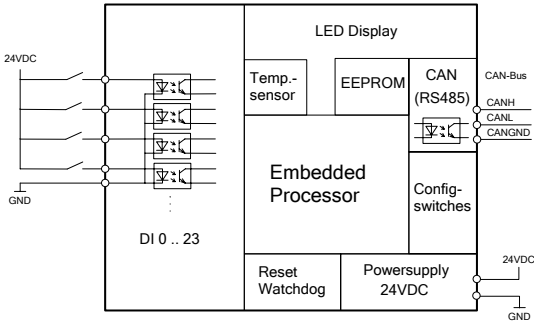 LED Display
24VDC
Temp.-
sensor
EEPROM
CAN
(RS485)
CAN-Bus
CANH
CANL
CANGND
Embedded
Processor
Config-
switches
GND
DI 0 .. 23
Reset
Watchdog
Powersupply
24VDC
24VDC
GND